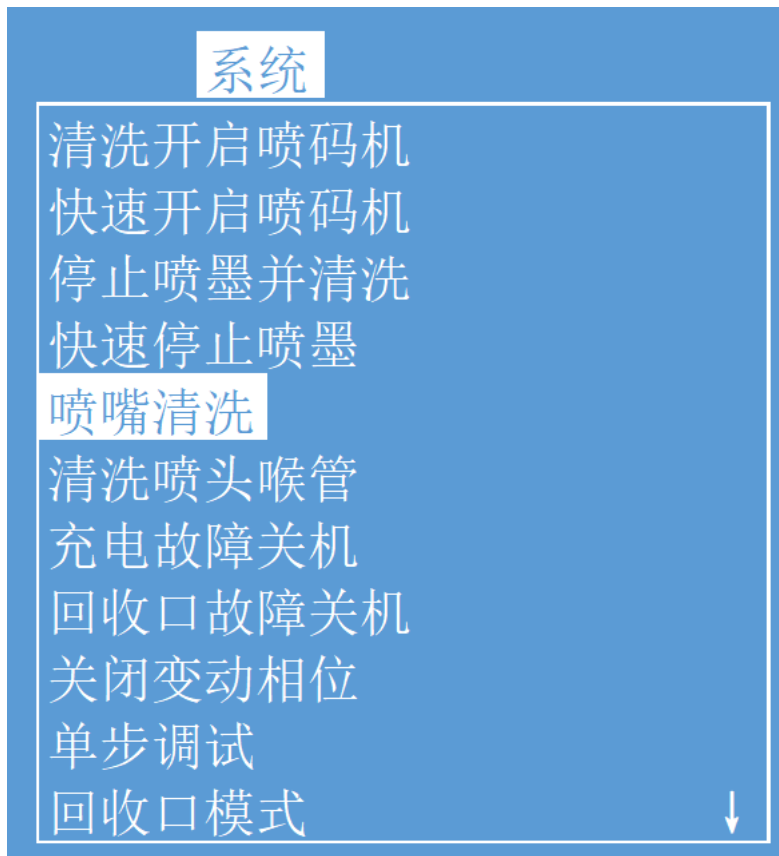 系统
清洗开启喷码机
快速开启喷码机
停止喷墨并清洗
快速停止喷墨
喷嘴清洗
清洗喷头喉管
充电故障关机
回收口故障关机
关闭变动相位
单步调试
回收口模式